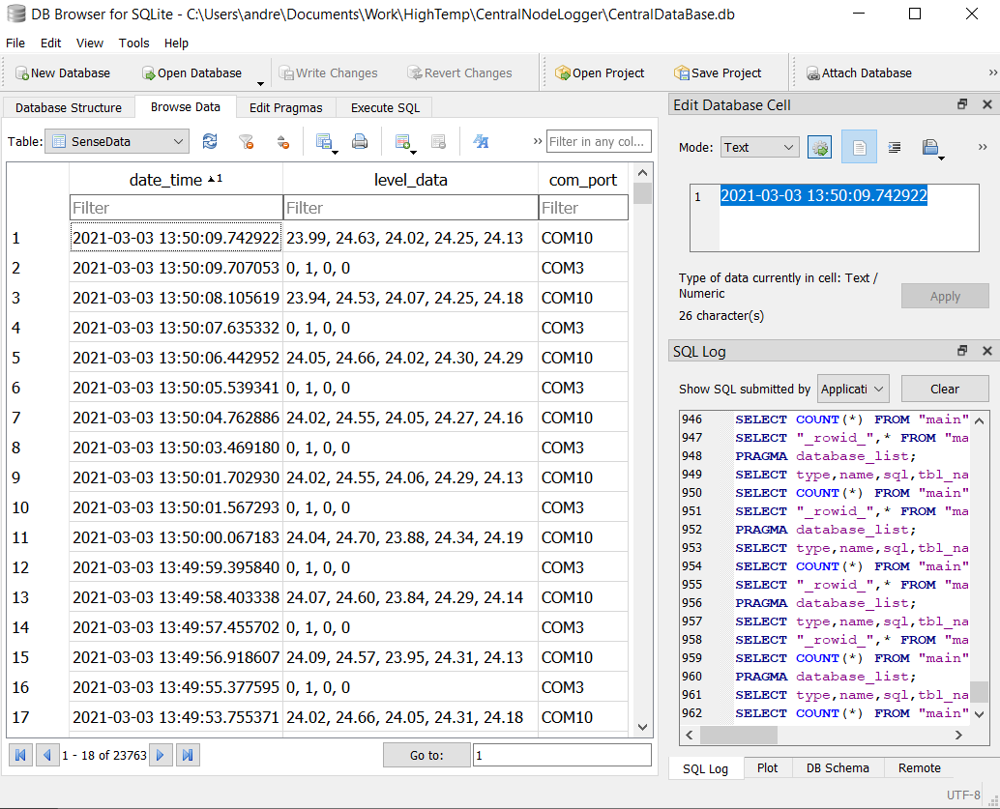 DB Browser for SQLite - C:\Users\andre\Documents\Work\HighTemp\CentralNodeLogger\CentralDataBase.db
File Edit View Tools Help
New Database Open Database Write Changes Revert Changes Open Project Save Project Attach Database »
Database Structure Browse Data Edit Pragmas Execute SQL
Table: SenseData » Filter in any col...
date_time 1 level_data com_port
Filter Filter Filter
1 2021-03-03 13:50:09.742922 23.99, 24.63, 24.02, 24.25, 24.13 COM10
2 2021-03-03 13:50:09.707053 0, 1, 0, 0 COM3
3 2021-03-03 13:50:08.105619 23.94, 24.53, 24.07, 24.25, 24.18 COM10
4 2021-03-03 13:50:07.635332 0, 1, 0, 0 COM3
5 2021-03-03 13:50:06.442952 24.05, 24.66, 24.02, 24.30, 24.29 COM10
6 2021-03-03 13:50:05.539341 0, 1, 0, 0 COM3
7 2021-03-03 13:50:04.762886 24.02, 24.55, 24.05, 24.27, 24.16 COM10
8 2021-03-03 13:50:03.469180 0, 1, 0, 0 COM3
9 2021-03-03 13:50:01.702930 24.02, 24.55, 24.06, 24.29, 24.13 COM10
10 2021-03-03 13:50:01.567293 0, 1, 0, 0 COM3
11 2021-03-03 13:50:00.067183 24.04, 24.70, 23.88, 24.34, 24.19 COM10
12 2021-03-03 13:49:59.395840 0, 1, 0, 0 COM3
13 2021-03-03 13:49:58.403338 24.07, 24.60, 23.84, 24.29, 24.14 COM10
14 2021-03-03 13:49:57.455702 0, 1, 0, 0 COM3
15 2021-03-03 13:49:56.918607 24.09, 24.57, 23.95, 24.31, 24.13 COM10
16 2021-03-03 13:49:55.377595 0, 1, 0, 0 COM3
17 2021-03-03 13:49:53.755371 24.02, 24.66, 24.05, 24.31, 24.18 COM10
1 - 18 of 23763 Go to: 1
Edit Database Cell
Mode: Text »
1 2021-03-03 13:50:09.742922
Type of data currently in cell: Text /
Numeric
26 character(s)
Apply
SQL Log
Show SQL submitted by Applicati Clear
946 SELECT COUNT(*) FROM "main"
947 SELECT "_rowid_",* FROM "ma
948 PRAGMA database_list;
949 SELECT type,name,sql,tbl_na
950 SELECT COUNT(*) FROM "main"
951 SELECT "_rowid_",* FROM "ma
952 PRAGMA database_list;
953 SELECT type,name,sql,tbl_na
954 SELECT COUNT(*) FROM "main"
955 SELECT "_rowid_",* FROM "ma
956 PRAGMA database_list;
957 SELECT type,name,sql,tbl_na
958 SELECT "_rowid_",* FROM "ma
959 SELECT COUNT(*) FROM "main"
960 PRAGMA database_list;
961 SELECT type,name,sql,tbl_na
962 SELECT COUNT(*) FROM "main"
SQL Log Plot DB Schema Remote
UTF-8